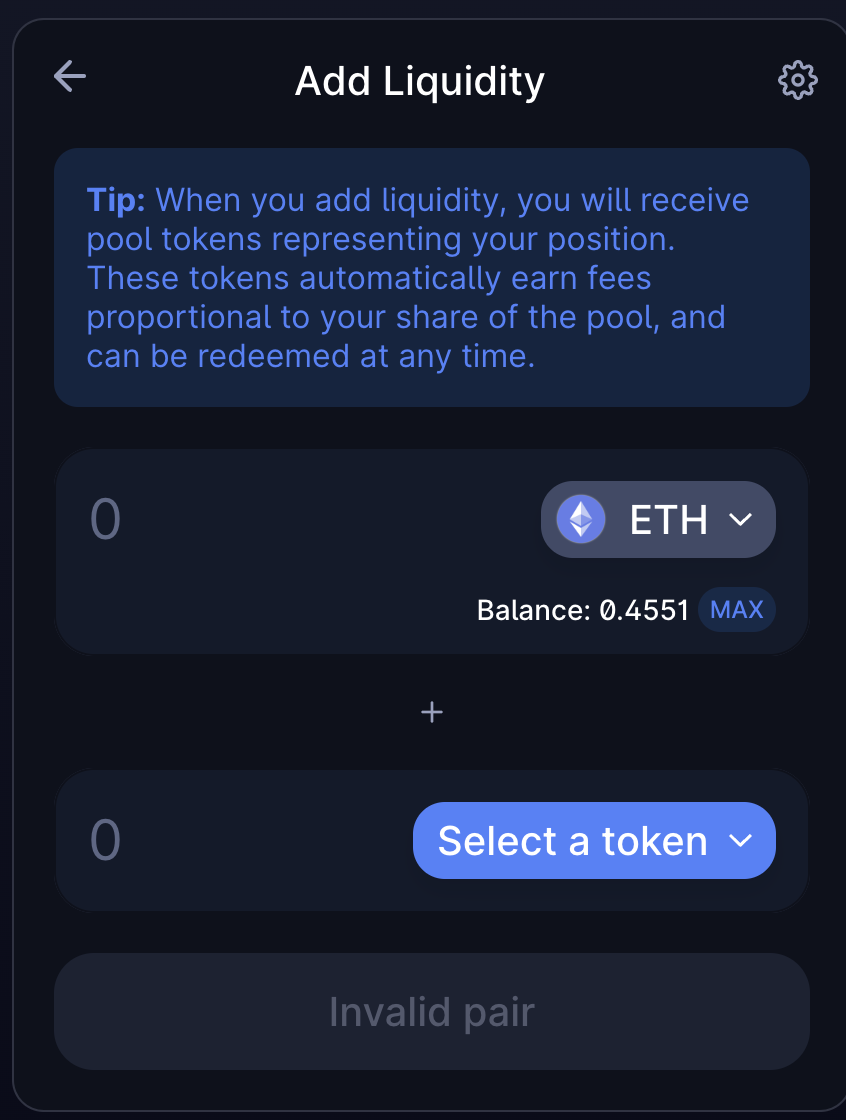 Add Liquidity
Tip: When you add liquidity, you will receive
pool tokens representing your position.
These tokens automatically earn fees
proportional to your share of the pool, and
can be redeemed at any time.
0
ETH
Balance: 0.4551 MAX
+
0
Select a token
Invalid pair